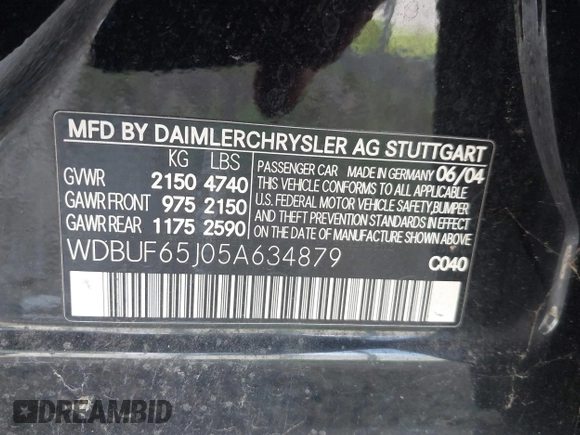 MFD BY DAIMLERCHRYSLER AG STUTTGART
KG LBS
GVWR 2150 4740
GAWR FRONT 975 2150
GAWR REAR 1175 2590
PASSENGER CAR MADE IN GERMANY 06/04
THIS VEHICLE CONFORMS TO ALL APPLICABLE
U.S. FEDERAL MOTOR VEHICLE SAFETY,BUMPER
AND THEFT PREVENTION STANDARDS IN EFFECT
ON THE DATE OF MANUFACTURE SHOWN ABOVE.
WDBUF65J05A634879
C040
DREAMBID